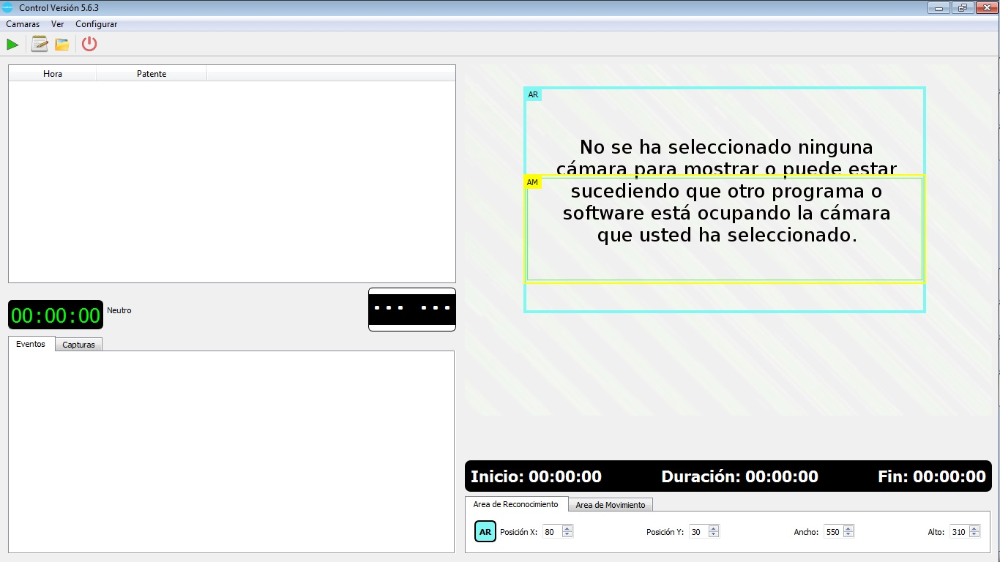 Control Versión 5.6.3
Camaras Ver Configurar
Hora Patente
AR
No se ha seleccionado ninguna
cámara para mostrar o puede estar
AM
sucediendo que otro programa o
software está ocupando la cámara
que usted ha seleccionado.
00:00:00 Neutro
--- ---
Eventos Capturas
Inicio: 00:00:00 Duración: 00:00:00 Fin: 00:00:00
Area de Reconocimiento Area de Movimiento
AR Posición X: 80 Posición Y: 30 Ancho: 550 Alto: 310